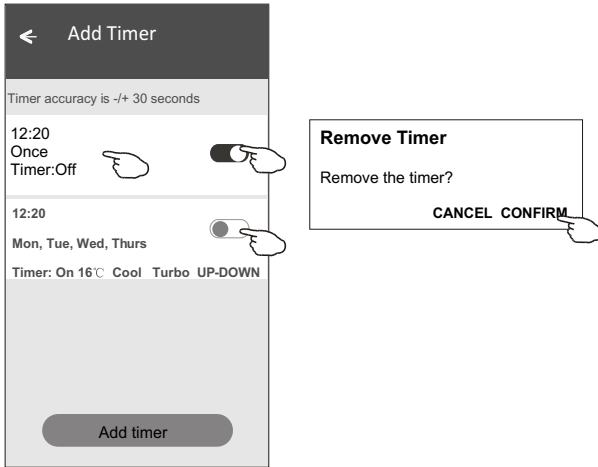 Add Timer
Timer accuracy is -/+ 30 seconds
12:20
Once
Timer:Off
12:20
Mon, Tue, Wed, Thurs
Timer: On 16℃ Cool Turbo UP-DOWN
Add timer
Remove Timer
Remove the timer?
CANCEL CONFIRM